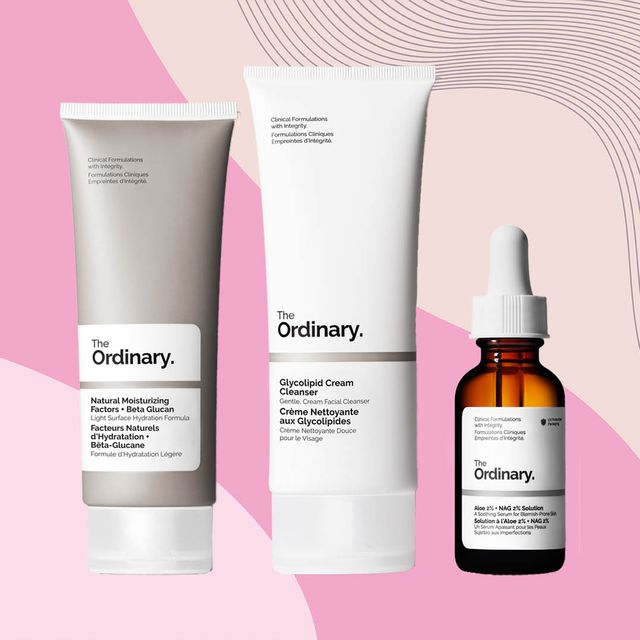 Clinical Formulations
with Integrity.
Formulations Cliniques
Empreintes d'Intégrité.
The
Ordinary.
Natural Moisturizing
Factors + Beta Glucan
Light Surface Hydration Formula
Facteurs Naturels
d'Hydratation +
Bêta-Glucane
Formule d'Hydratation Légère
Clinical Formulations
with Integrity.
Formulations Cliniques
Empreintes d'Intégrité.
The
Ordinary.
Glycolipid Cream
Cleanser
Gentle, Cream Facial Cleanser
Crème Nettoyante
aux Glycolipides
Crème Nettoyante Douce
pour le Visage
Clinical Formulations
with Integrity.
Formulations Cliniques
Empreintes d'Intégrité.
UV-Protective
Packaging
The
Ordinary.
Aloe 2% + NAG 2% Solution
A Soothing Serum for Blemish-Prone Skin
Solution à l'Aloe 2% + NAG 2%
Un Sérum Apaisant pour les Peaux
Sujettes aux Imperfections